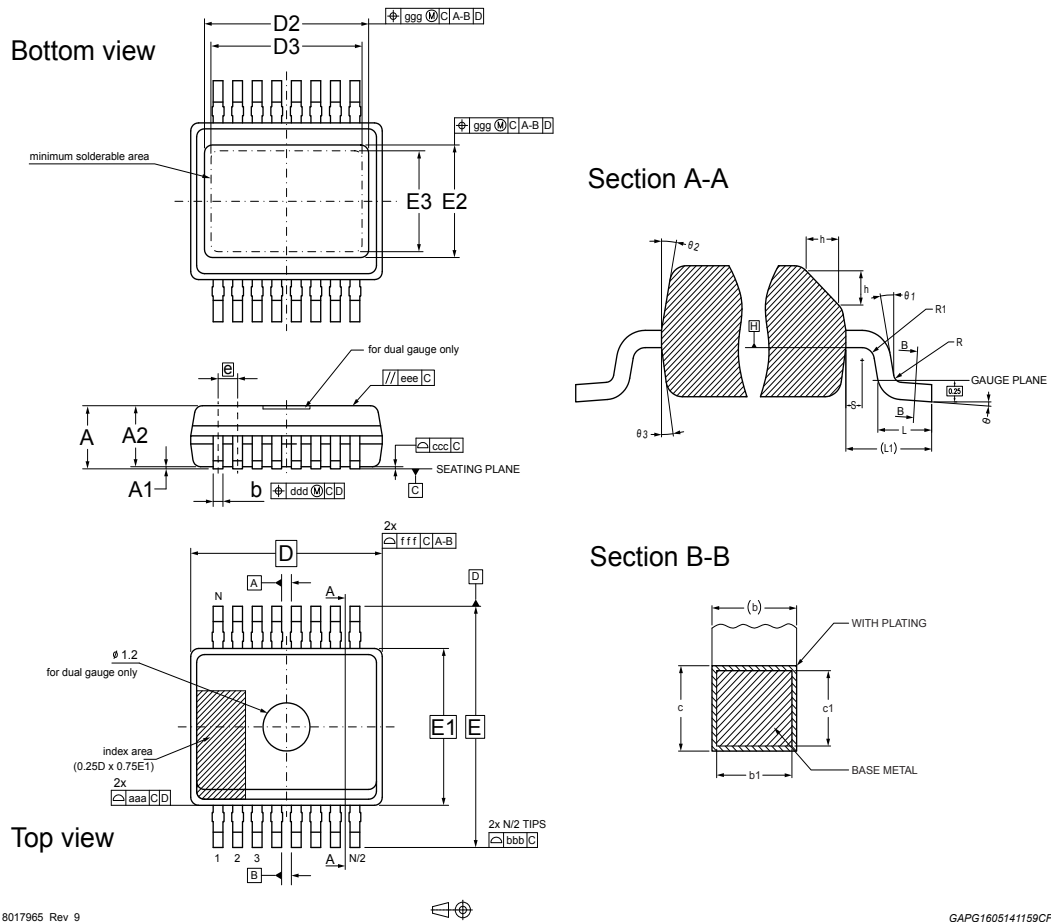 Bottom view
D2
⌖ ggg Ⓜ C A-B D
D3
⌖ ggg Ⓜ C A-B D
minimum solderable area
E3 E2
for dual gauge only
e
// eee C
A
A2
A1
b
⌖ ddd Ⓜ C D
⌓ ccc C
SEATING PLANE
C
2x
⌓ fff C A-B
D
A
A
D
N
ø 1.2
for dual gauge only
E1 E
index area
(0.25D x 0.75E1)
2x
⌓ aaa C D
2x N/2 TIPS
⌓ bbb C
Top view
1 2 3
A
N/2
B
Section A-A
θ2
h
h
θ1
R1
H
B
R
GAUGE PLANE
0.25
S
B
L
θ
θ3
(L1)
Section B-B
(b)
WITH PLATING
c
c1
BASE METAL
b1
8017965_Rev_9
GAPG1605141159CF